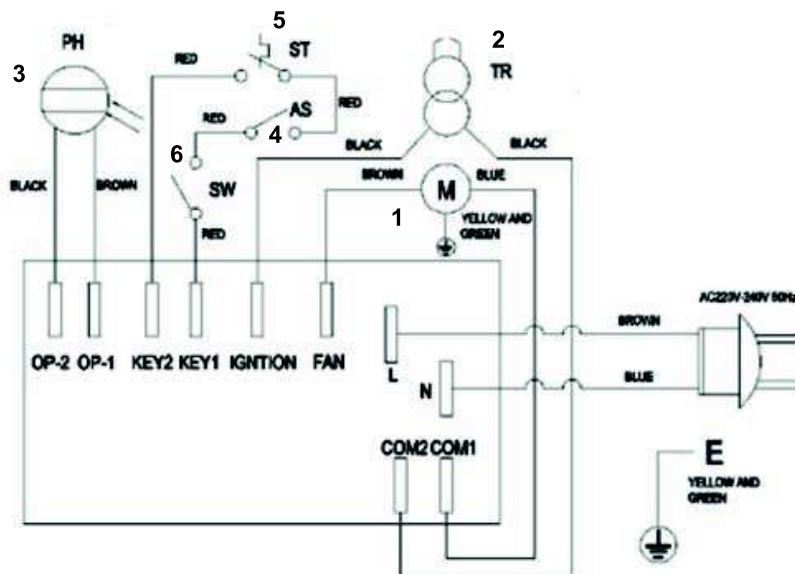 5
2
PH
ST
3
RED
TR
RED
AS
RED
4
6
BLACK
BLACK
BROWN
BLUE
BLACK
BROWN
SW
M
1
YELLOW AND
GREEN
RED
AC220V-240V 50Hz
BROWN
OP-2 OP-1 KEY2 KEY1 IGNTION FAN
L
BLUE
N
COM2 COM1
E
YELLOW AND
GREEN